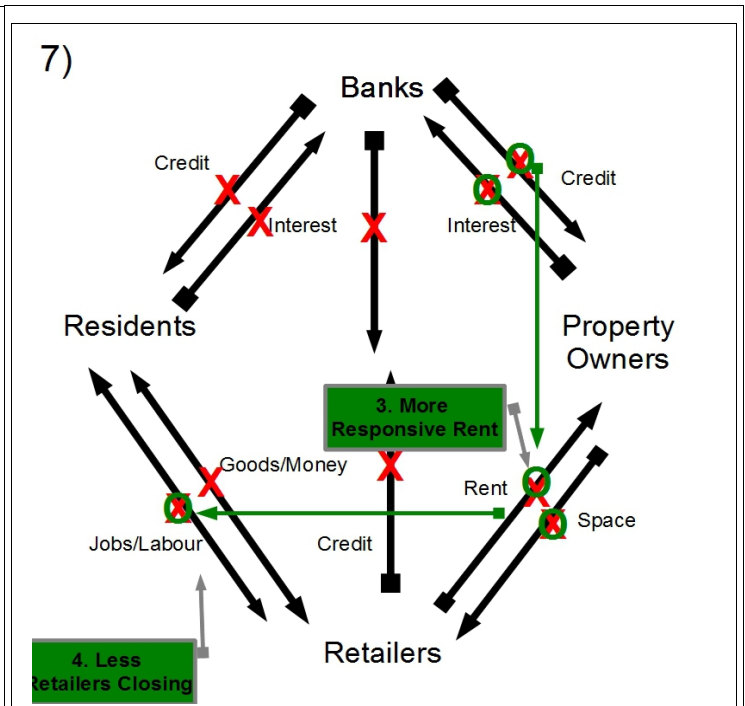 7)
Banks
Credit
Credit
Interest
Interest
Residents
Property
Owners
3. More
Responsive Rent
Goods/Money
Rent
Space
Jobs/Labour
Credit
Retailers
4. Less
Retailers Closing